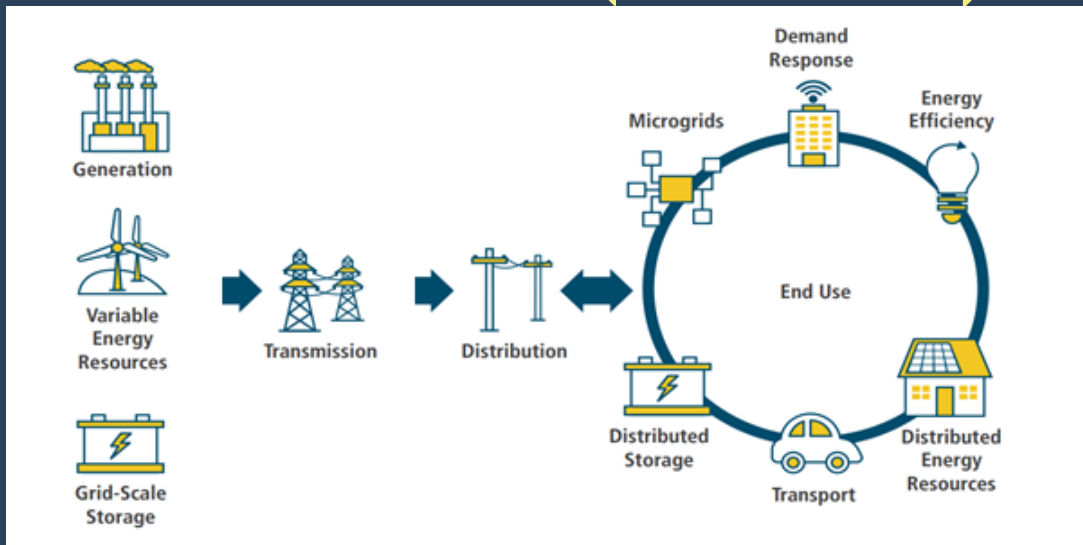 Generation
Variable
Energy
Resources
Grid-Scale
Storage
Transmission
Distribution
Demand
Response
Microgrids
Energy
Efficiency
End Use
Distributed
Storage
Transport
Distributed
Energy
Resources